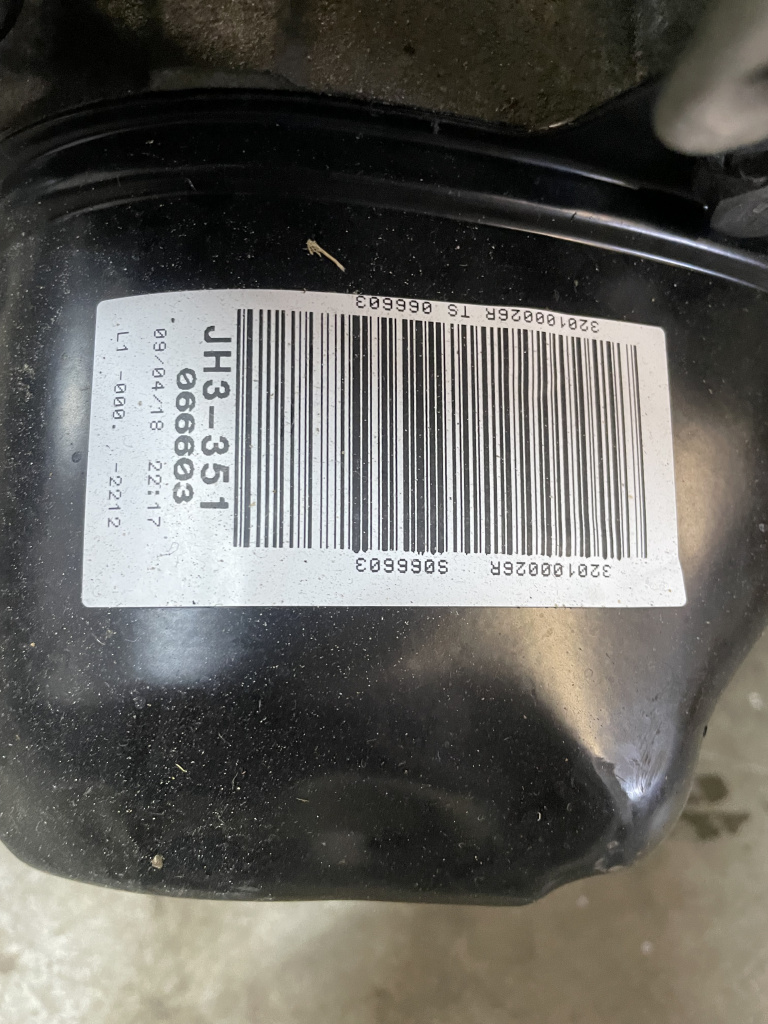 320100026R TS 066603
JH3-351
066603
09/04/18 22:17
L1 -000. -2212
320100026R S066603